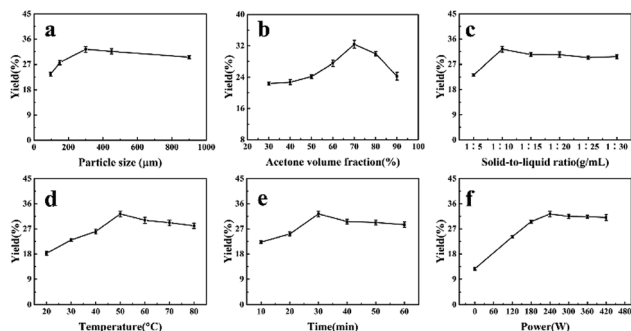 a
Yield(%)
45
36
27
18
9
0
0 200 400 600 800 1000
Particle size (μm)
b
Yield(%)
40
32
24
16
8
20 30 40 50 60 70 80 90 100
Acetone volume fraction(%)
c
Yield(%)
45
36
27
18
9
0
1∶5 1∶10 1∶15 1∶20 1∶25 1∶30
Solid-to-liquid ratio(g/mL)
d
Yield(%)
45
36
27
18
9
0
20 30 40 50 60 70 80
Temperature(°C)
e
Yield(%)
45
36
27
18
9
0
10 20 30 40 50 60
Time(min)
f
Yield(%)
45
36
27
18
9
0
0 60 120 180 240 300 360 420 480
Power(W)